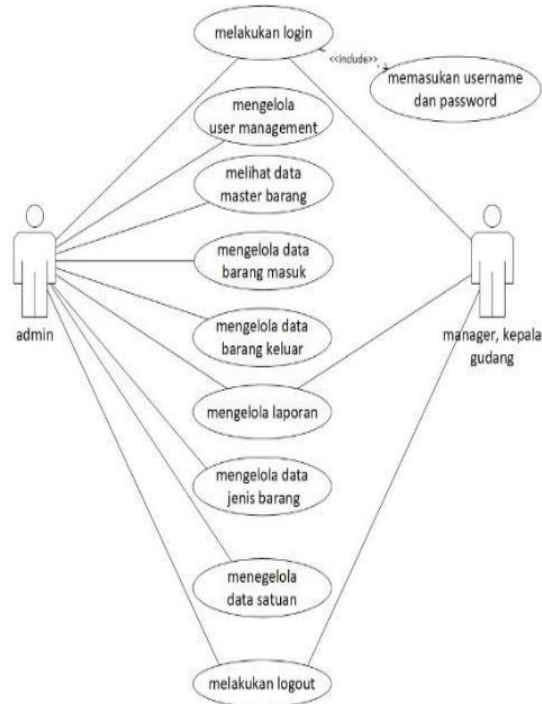 melakukan login
<<include>>
memasukan username
dan password
mengelola
user management
melihat data
master barang
mengelola data
barang masuk
admin
manager, kepala
gudang
mengelola data
barang keluar
mengelola laporan
mengelola data
jenis barang
menegelola
data satuan
melakukan logout